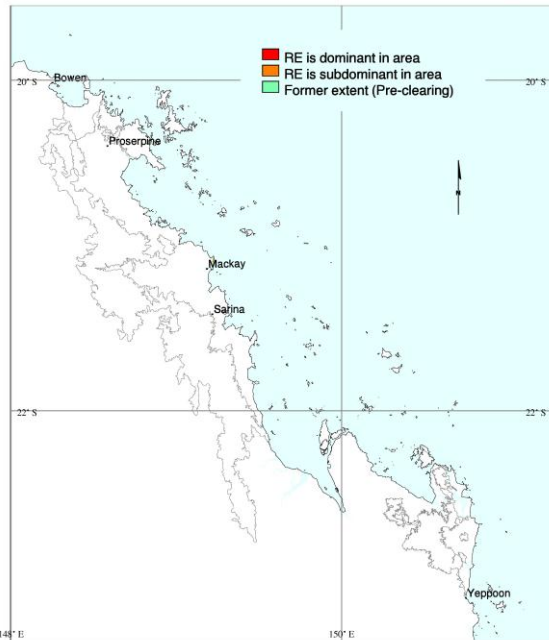 RE is dominant in area
RE is subdominant in area
Former extent (Pre-clearing)
20° S
20° S
Bowen
Proserpine
N
Mackay
Sarina
22° S
22° S
Yeppoon
148° E
150° E